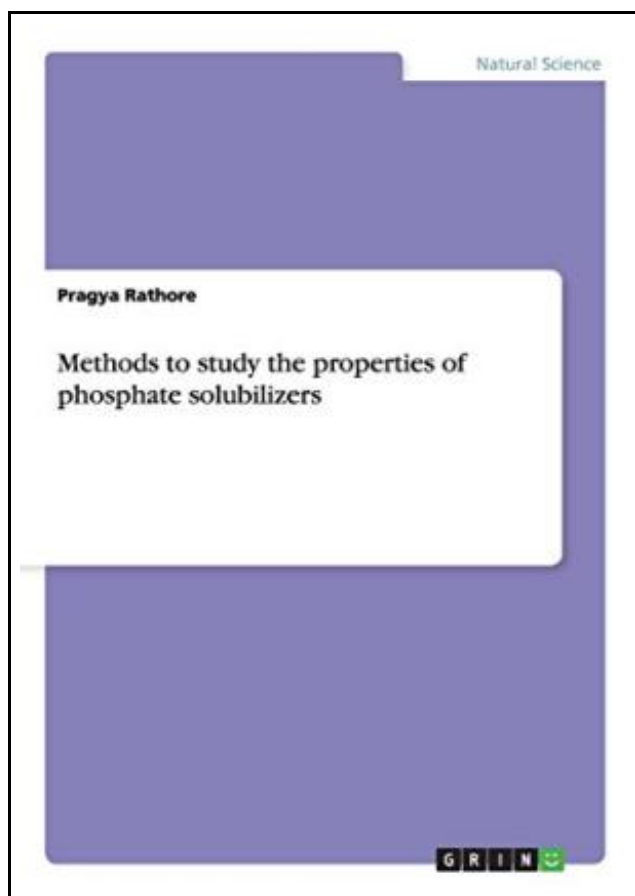 Natural Science
Pragya Rathore
Methods to study the properties of
phosphate solubilizers
GRIN